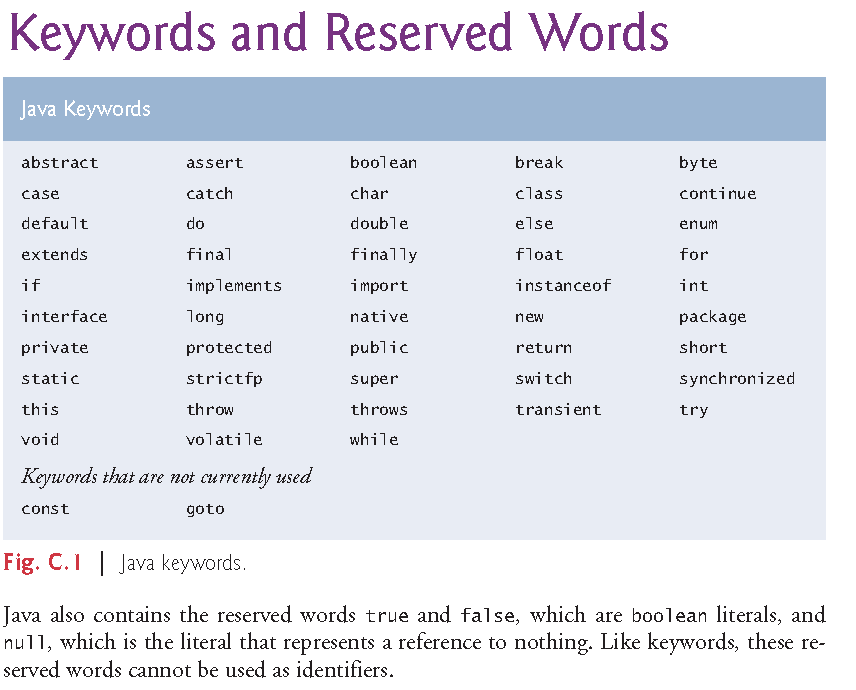 Keywords and Reserved Words
Java Keywords
abstract assert boolean break byte
case catch char class continue
default do double else enum
extends final finally float for
if implements import instanceof int
interface long native new package
private protected public return short
static strictfp super switch synchronized
this throw throws transient try
void volatile while
Keywords that are not currently used
const goto
Fig. C.1 | Java keywords.
Java also contains the reserved words true and false, which are boolean literals, and
null, which is the literal that represents a reference to nothing. Like keywords, these re-
served words cannot be used as identifiers.